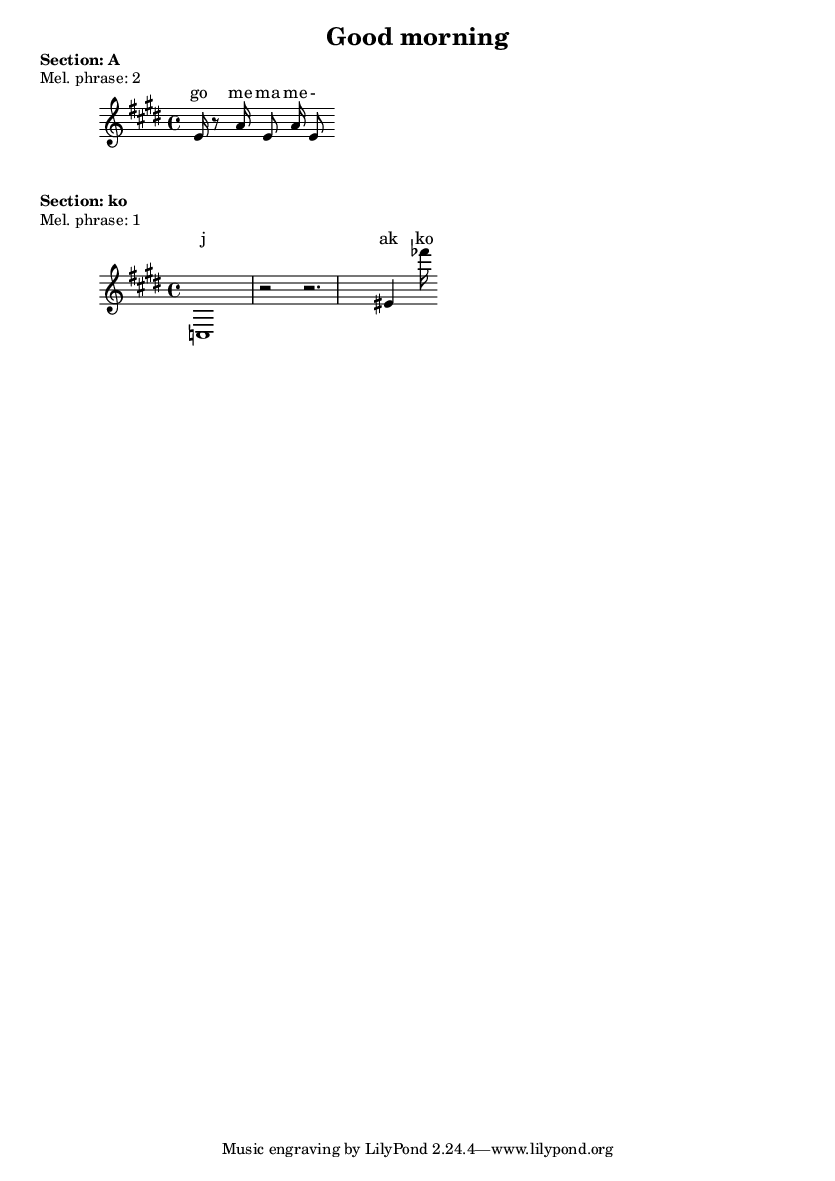 Good morning
Section: A
Mel. phrase: 2
go me ma me -
Section: ko
Mel. phrase: 1
j ak ko
Music engraving by LilyPond 2.24.4—www.lilypond.org